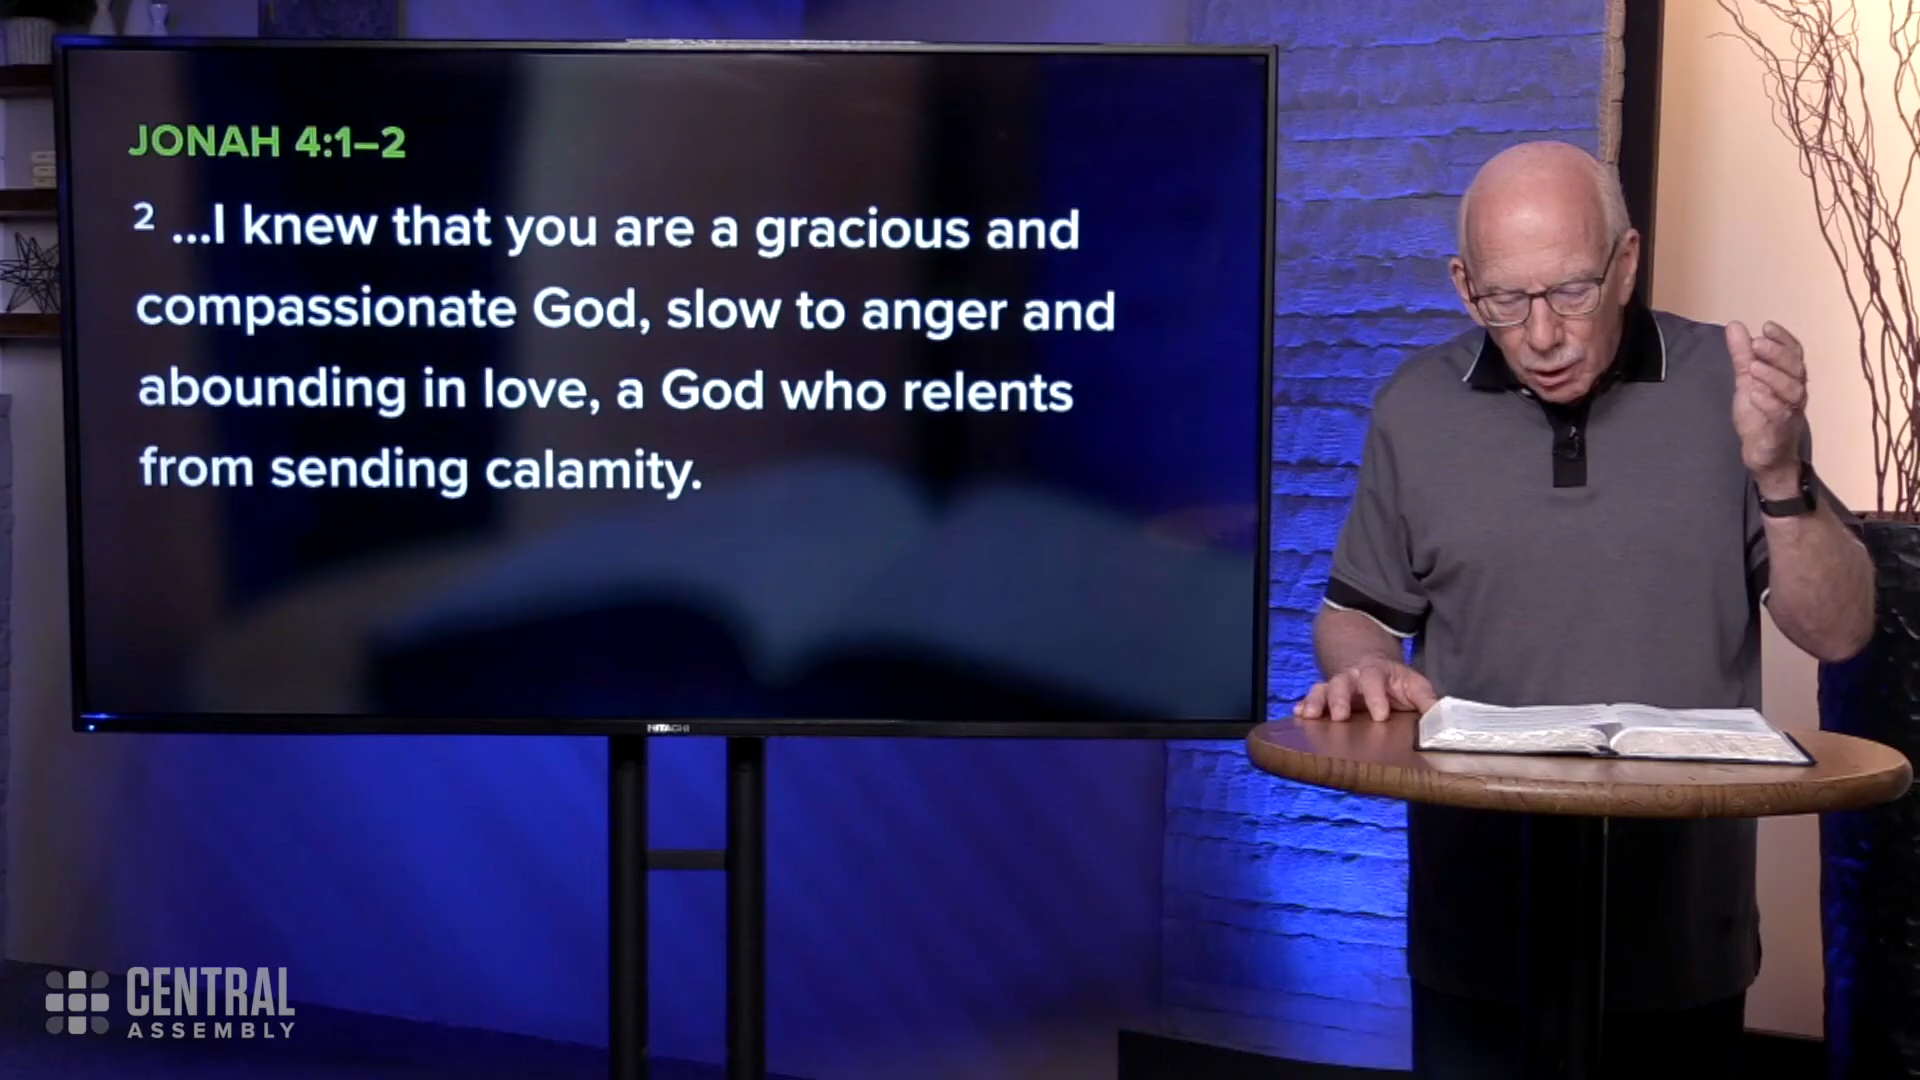 JONAH 4:1–2
2 ...I knew that you are a gracious and
compassionate God, slow to anger and
abounding in love, a God who relents
from sending calamity.
HITACHI
CENTRAL
ASSEMBLY